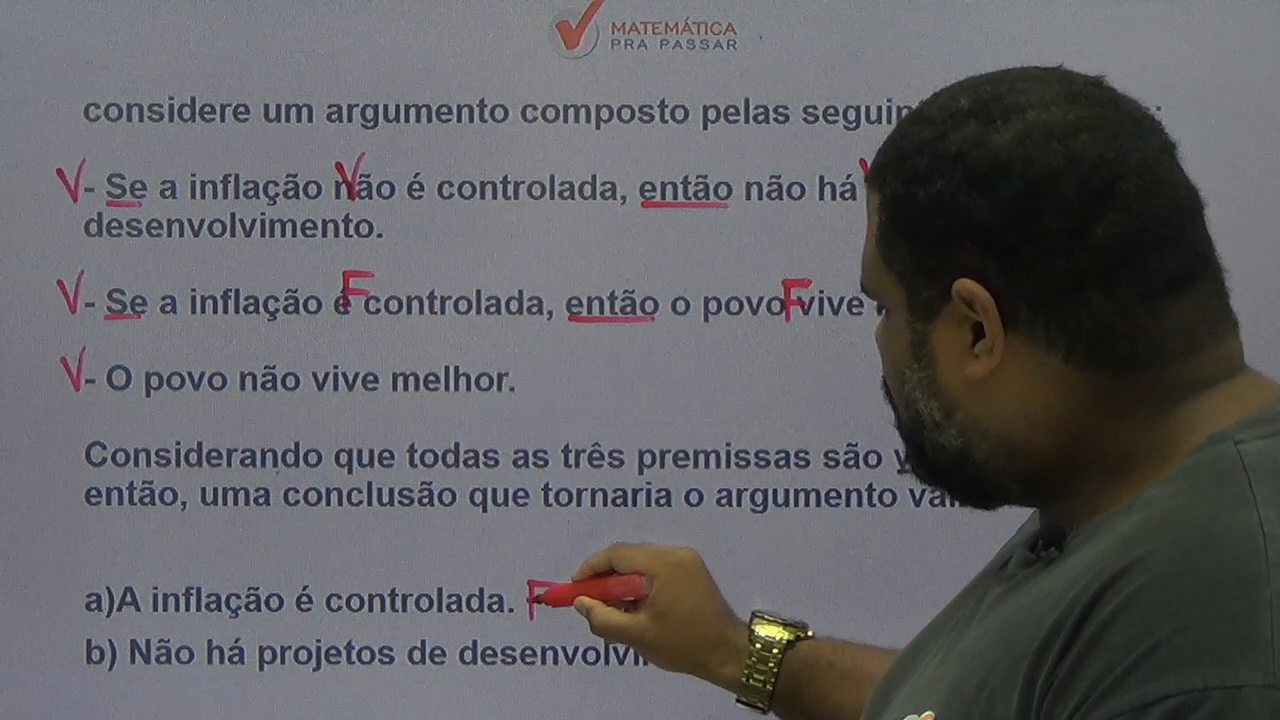 MATEMÁTICA
PRA PASSAR
considere um argumento composto pelas
V - Se a inflação não é controlada, então não há
V
desenvolvimento.
V - Se a inflação é controlada, então o povo vive
F F
V - O povo não vive melhor.
Considerando que todas as três premissas são
então, uma conclusão que tornaria o argumento
a)A inflação é controlada. F
b) Não há projetos de